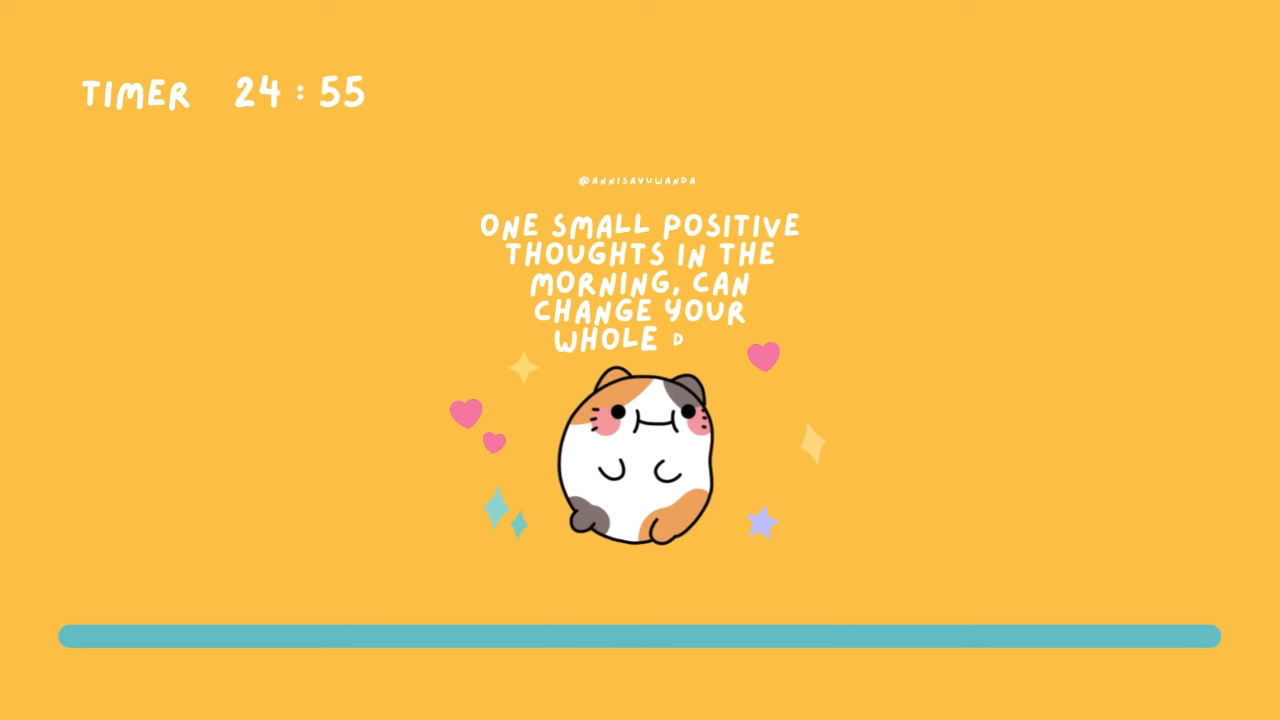 TIMER 24 : 55
@ANNISAYUWANDA
ONE SMALL POSITIVE
THOUGHTS IN THE
MORNING, CAN
CHANGE YOUR
WHOLE D